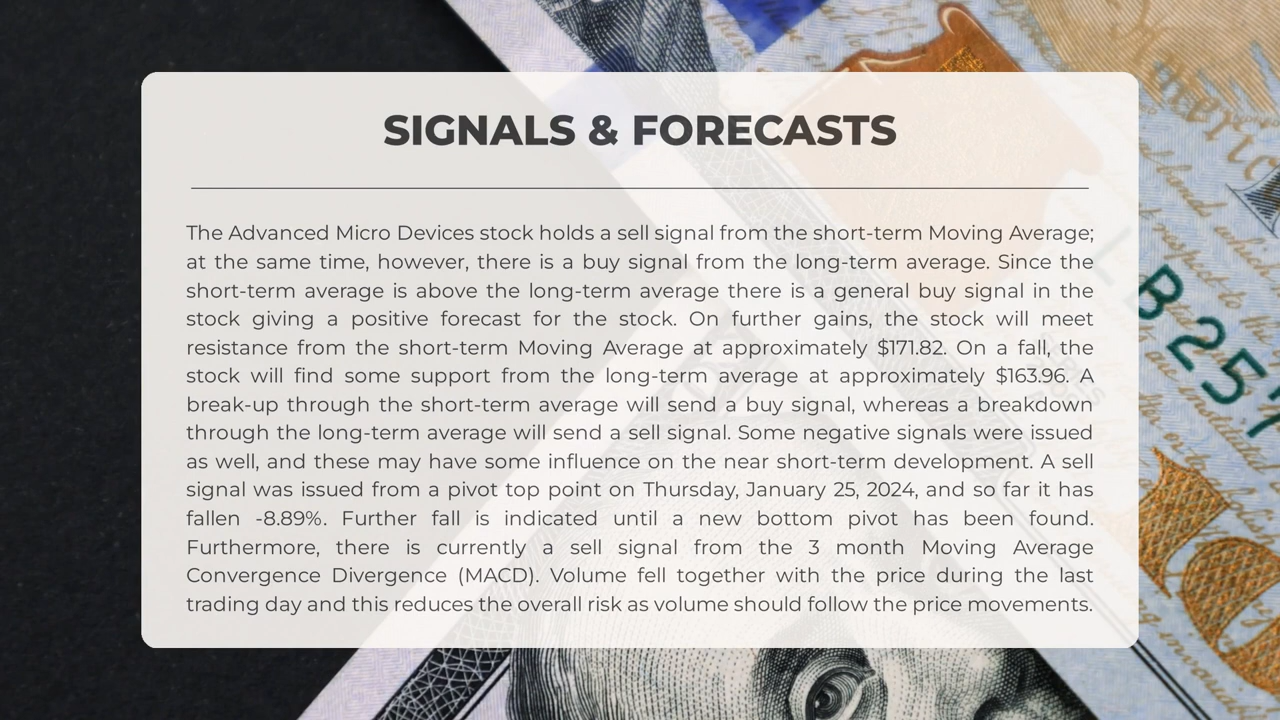 SIGNALS & FORECASTS
The Advanced Micro Devices stock holds a sell signal from the short-term Moving Average;
at the same time, however, there is a buy signal from the long-term average. Since the
short-term average is above the long-term average there is a general buy signal in the
stock giving a positive forecast for the stock. On further gains, the stock will meet
resistance from the short-term Moving Average at approximately $171.82. On a fall, the
stock will find some support from the long-term average at approximately $163.96. A
break-up through the short-term average will send a buy signal, whereas a breakdown
through the long-term average will send a sell signal. Some negative signals were issued
as well, and these may have some influence on the near short-term development. A sell
signal was issued from a pivot top point on Thursday, January 25, 2024, and so far it has
fallen -8.89%. Further fall is indicated until a new bottom pivot has been found.
Furthermore, there is currently a sell signal from the 3 month Moving Average
Convergence Divergence (MACD). Volume fell together with the price during the last
trading day and this reduces the overall risk as volume should follow the price movements.